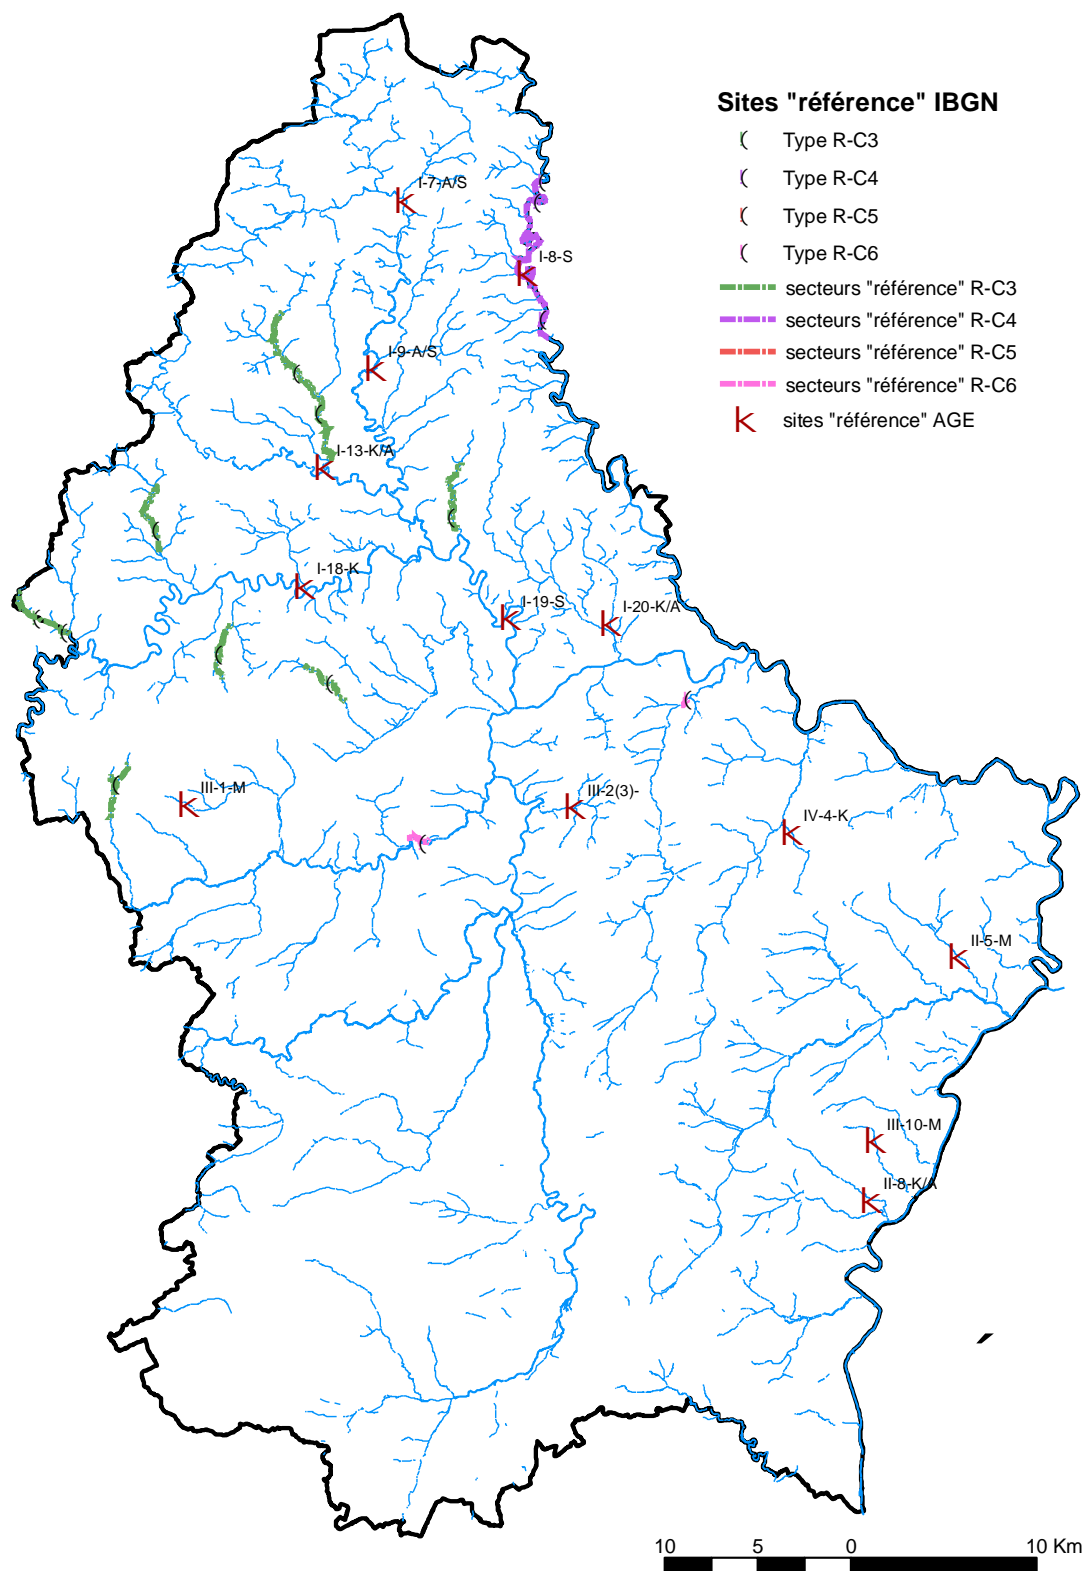 Sites "référence" IBGN
Type R-C3
Type R-C4
Type R-C5
Type R-C6
secteurs "référence" R-C3
secteurs "référence" R-C4
secteurs "référence" R-C5
secteurs "référence" R-C6
sites "référence" AGE
I-7-A/S
I-8-S
I-9-A/S
I-13-K/A
I-18-K
I-19-S
I-20-K/A
III-1-M
III-2(3)-
IV-4-K
II-5-M
III-10-M
II-8-K/A
10 5 0 10 Km